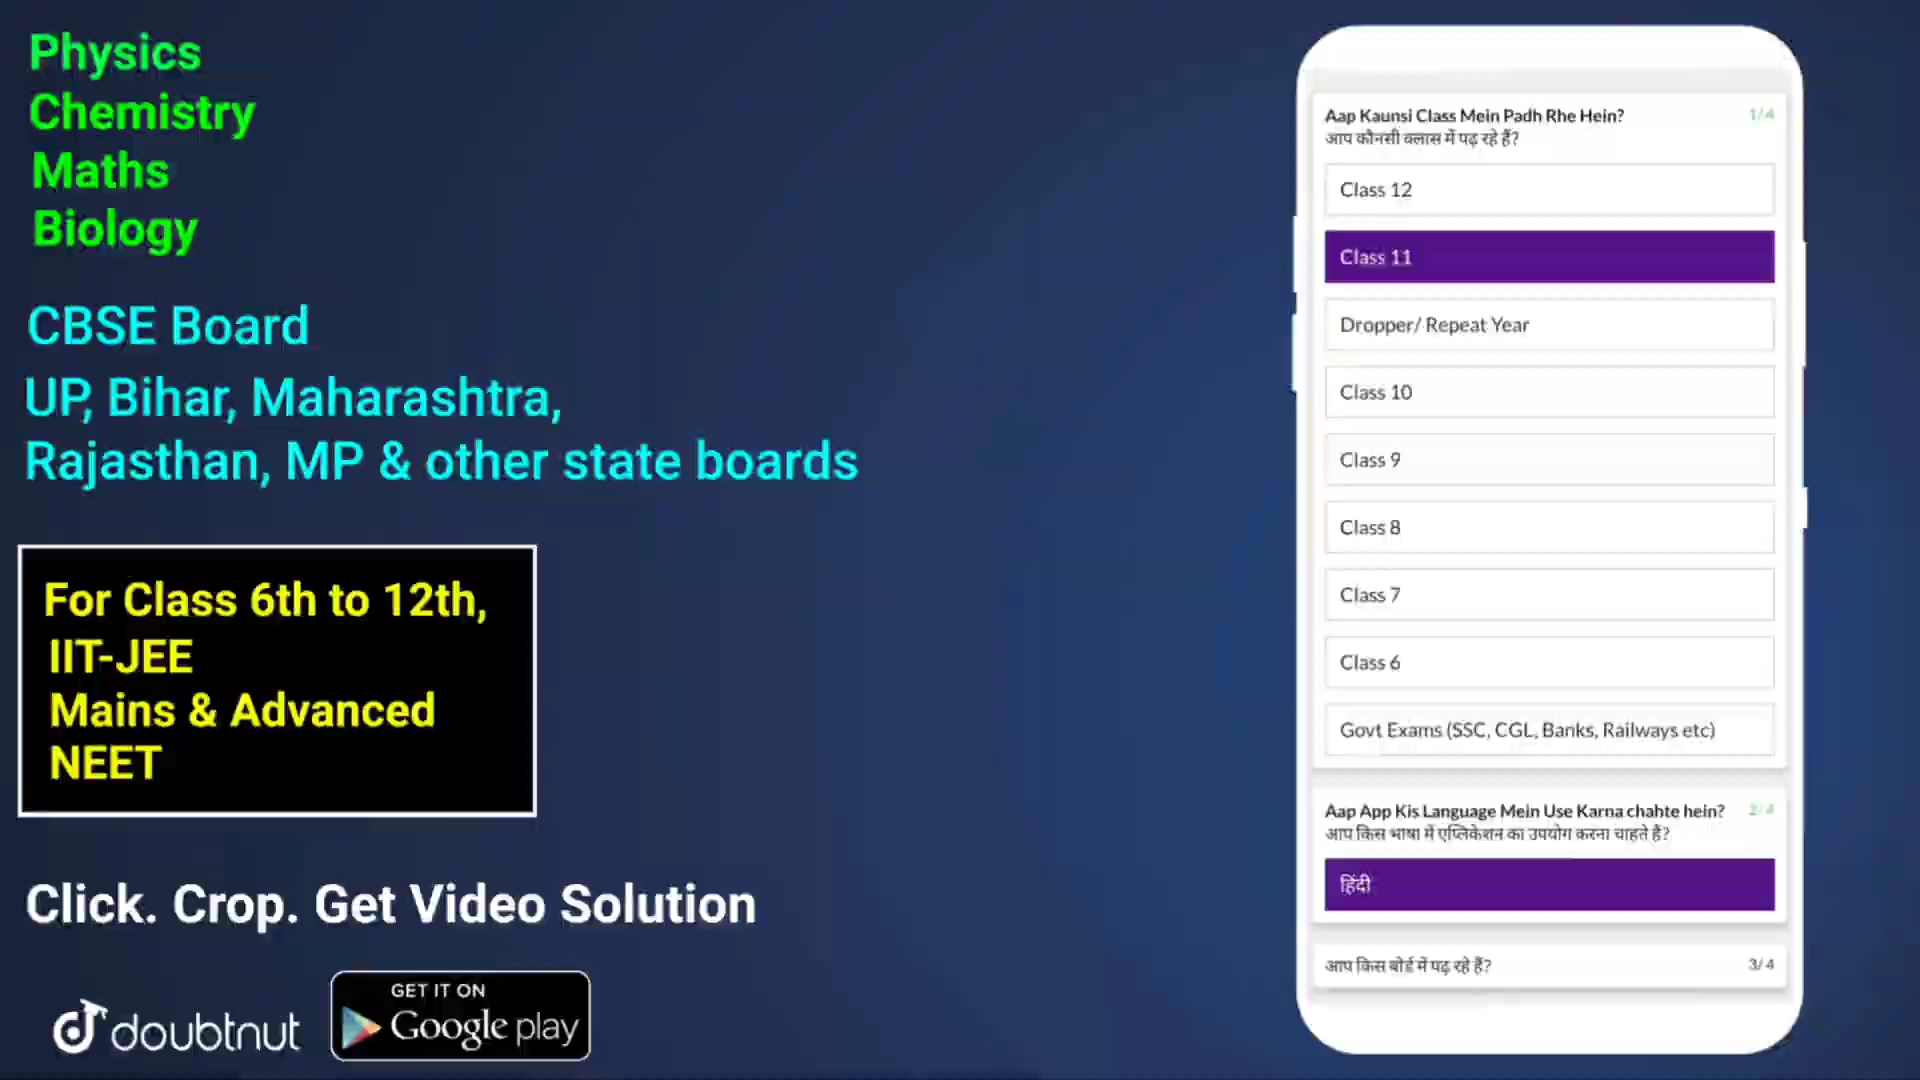 Physics
Chemistry
Maths
Biology
CBSE Board
UP, Bihar, Maharashtra,
Rajasthan, MP & other state boards
For Class 6th to 12th,
IIT-JEE
Mains & Advanced
NEET
Click. Crop. Get Video Solution
doubtnut
GET IT ON
Google play
Aap Kaunsi Class Mein Padh Rhe Hein? 1/4
आप कौनसी क्लास में पढ़ रहे हैं?
Class 12
Class 11
Dropper/ Repeat Year
Class 10
Class 9
Class 8
Class 7
Class 6
Govt Exams (SSC, CGL, Banks, Railways etc)
Aap App Kis Language Mein Use Karna chahte hein? 2/4
आप किस भाषा में एप्लिकेशन का उपयोग करना चाहते हैं?
हिंदी
आप किस बोर्ड में पढ़ रहे हैं? 3/4